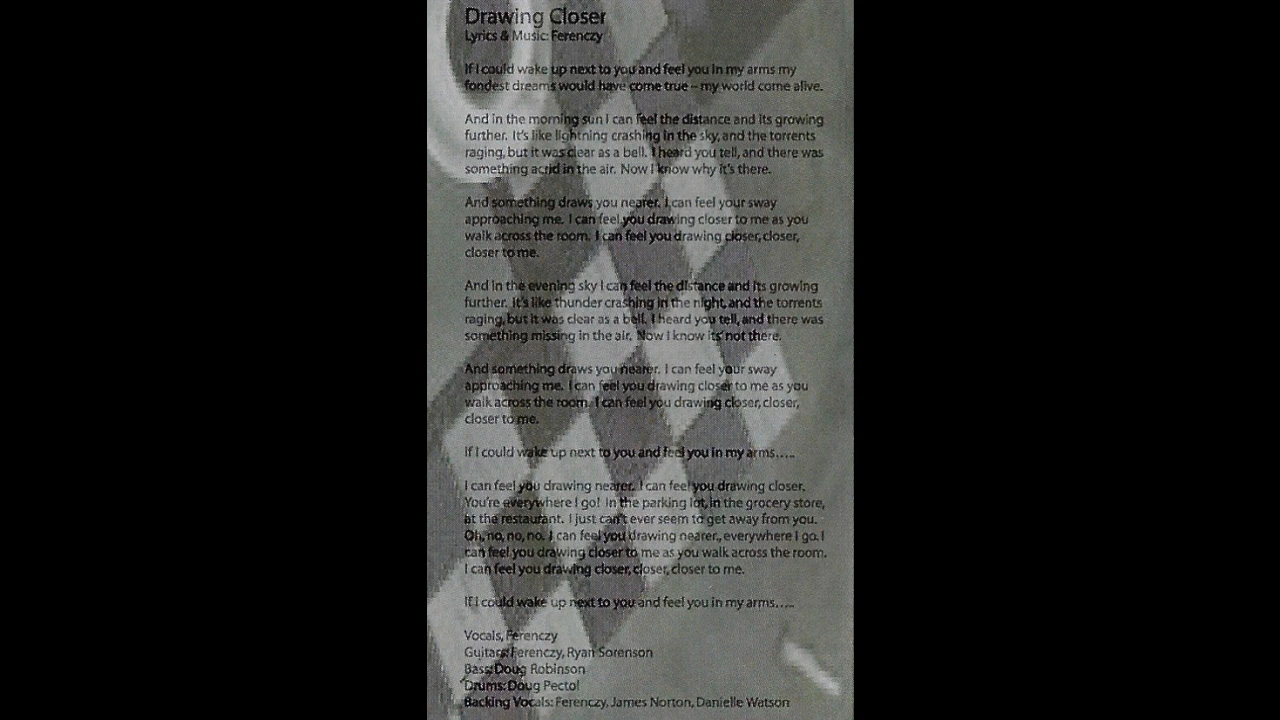 Drawing Closer
Lyrics & Music: Ferenczy
If I could wake up next to you and feel you in my arms my
fondest dreams would have come true – my world come alive.
And in the morning sun I can feel the distance and its growing
further. It's like lightning crashing in the sky, and the torrents
raging, but it was clear as a bell. I heard you tell, and there was
something acrid in the air. Now I know why it's there.
And something draws you nearer. I can feel your sway
approaching me. I can feel you drawing closer to me as you
walk across the room. I can feel you drawing closer, closer,
closer to me.
And in the evening sky I can feel the distance and its growing
further. It's like thunder crashing in the night, and the torrents
raging, but it was clear as a bell. I heard you tell, and there was
something missing in the air. Now I know its' not there.
And something draws you nearer. I can feel your sway
approaching me. I can feel you drawing closer to me as you
walk across the room. I can feel you drawing closer, closer,
closer to me.
If I could wake up next to you and feel you in my arms.....
I can feel you drawing nearer. I can feel you drawing closer.
You're everywhere I go! In the parking lot, in the grocery store,
at the restaurant. I just can't ever seem to get away from you.
Oh, no, no, no. I can feel you drawing nearer,, everywhere I go. I
can feel you drawing closer to me as you walk across the room.
I can feel you drawing closer, closer, closer to me.
If I could wake up next to you and feel you in my arms.....
Vocals, Ferenczy
Guitars: Ferenczy, Ryan Sorenson
Bass: Doug Robinson
Drums: Doug Pectol
Backing Vocals: Ferenczy, James Norton, Danielle Watson